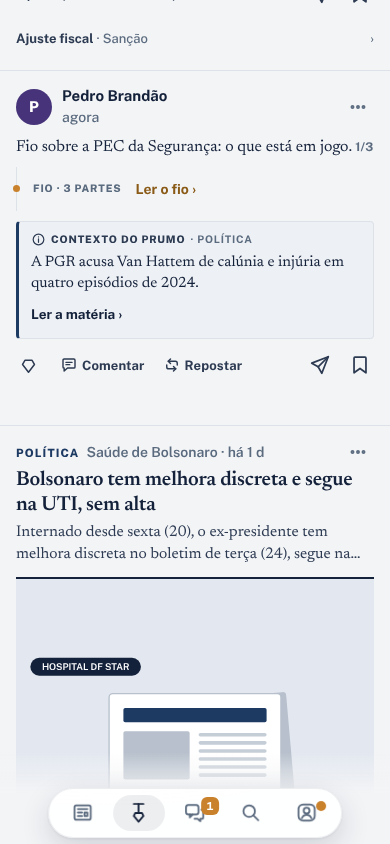 Ajuste fiscal · Sanção ›
P
Pedro Brandão
agora
Fio sobre a PEC da Segurança: o que está em jogo. 1/3
FIO · 3 PARTES Ler o fio ›
CONTEXTO DO PRUMO · POLÍTICA
A PGR acusa Van Hattem de calúnia e injúria em
quatro episódios de 2024.
Ler a matéria ›
Comentar Repostar
POLÍTICA Saúde de Bolsonaro · há 1 d
Bolsonaro tem melhora discreta e segue
na UTI, sem alta
Internado desde sexta (20), o ex-presidente tem
melhora discreta no boletim de terça (24), segue na…
HOSPITAL DF STAR
1